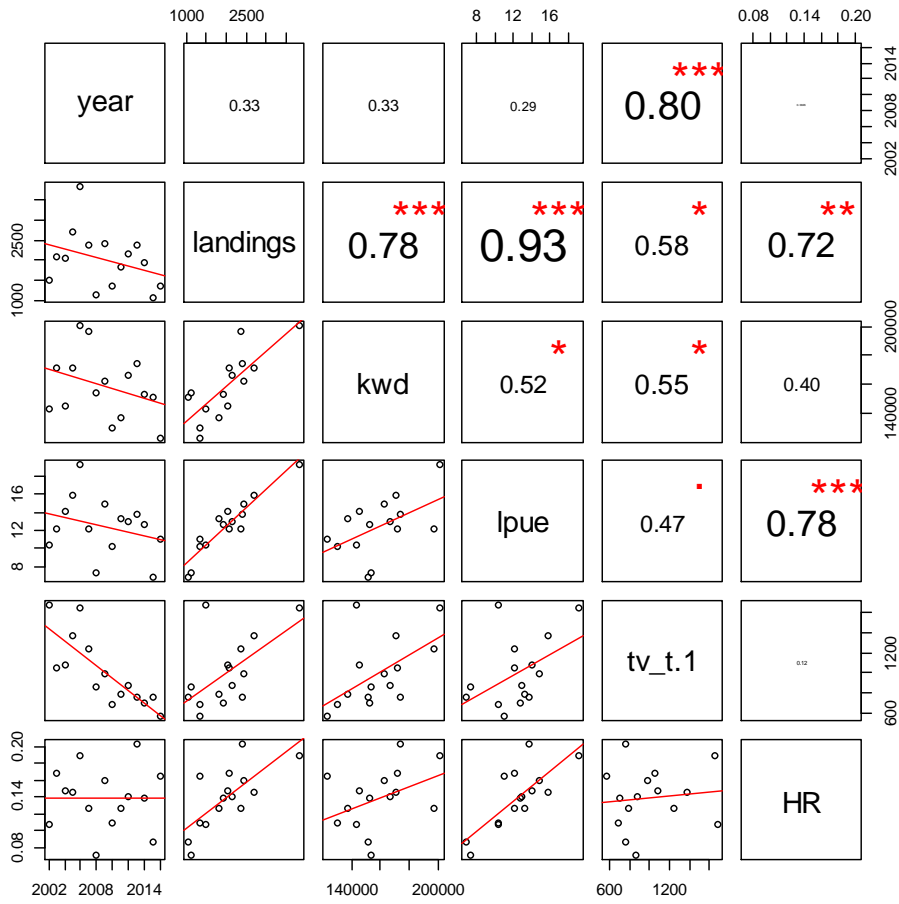 1000 2500 8 12 16 0.08 0.14 0.20
year 0.33 0.33 0.29 0.80 *** 2002 2008 2014
1000 2500 landings 0.78 *** 0.93 *** 0.58 * 0.72 **
kwd 0.52 * 0.55 * 0.40 140000 200000
8 12 16 lpue 0.47 . 0.78 ***
tv_t.1 0.12 600 1200
0.08 0.14 0.20 HR
2002 2008 2014 140000 200000 600 1200